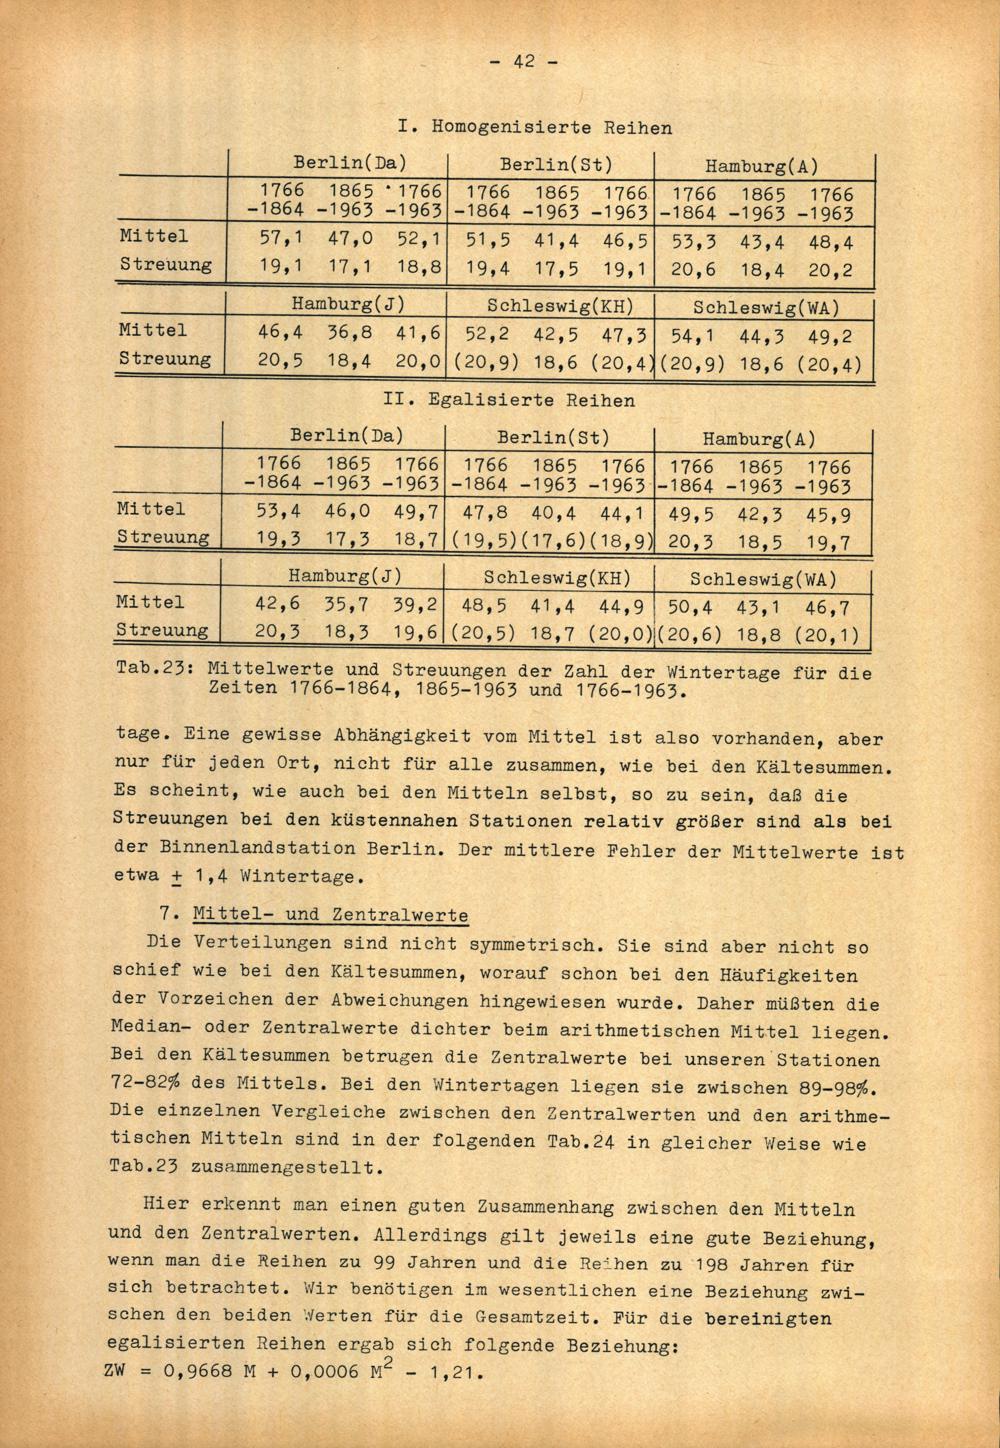 - 42 -
I. Homogenisierte Reihen
Berlin(Da) Berlin(St) Hamburg(A)
1766 1865 1766 1766 1865 1766 1766 1865 1766
-1864 -1963 -1963 -1864 -1963 -1963 -1864 -1963 -1963
Mittel 57,1 47,0 52,1 51,5 41,4 46,5 53,3 43,4 48,4
Streuung 19,1 17,1 18,8 19,4 17,5 19,1 20,6 18,4 20,2
Hamburg(J) Schleswig(KH) Schleswig(WA)
Mittel 46,4 36,8 41,6 52,2 42,5 47,3 54,1 44,3 49,2
Streuung 20,5 18,4 20,0 (20,9) 18,6 (20,4) (20,9) 18,6 (20,4)
II. Egalisierte Reihen
Berlin(Da) Berlin(St) Hamburg(A)
1766 1865 1766 1766 1865 1766 1766 1865 1766
-1864 -1963 -1963 -1864 -1963 -1963 -1864 -1963 -1963
Mittel 53,4 46,0 49,7 47,8 40,4 44,1 49,5 42,3 45,9
Streuung 19,3 17,3 18,7 (19,5)(17,6)(18,9) 20,3 18,5 19,7
Hamburg(J) Schleswig(KH) Schleswig(WA)
Mittel 42,6 35,7 39,2 48,5 41,4 44,9 50,4 43,1 46,7
Streuung 20,3 18,3 19,6 (20,5) 18,7 (20,0) (20,6) 18,8 (20,1)
Tab.23: Mittelwerte und Streuungen der Zahl der Wintertage für die
Zeiten 1766-1864, 1865-1963 und 1766-1963.
tage. Eine gewisse Abhängigkeit vom Mittel ist also vorhanden, aber
nur für jeden Ort, nicht für alle zusammen, wie bei den Kältesummen.
Es scheint, wie auch bei den Mitteln selbst, so zu sein, daß die
Streuungen bei den küstennahen Stationen relativ größer sind als bei
der Binnenlandstation Berlin. Der mittlere Fehler der Mittelwerte ist
etwa ± 1,4 Wintertage.
7. Mittel- und Zentralwerte
Die Verteilungen sind nicht symmetrisch. Sie sind aber nicht so
schief wie bei den Kältesummen, worauf schon bei den Häufigkeiten
der Vorzeichen der Abweichungen hingewiesen wurde. Daher müßten die
Median- oder Zentralwerte dichter beim arithmetischen Mittel liegen.
Bei den Kältesummen betrugen die Zentralwerte bei unseren Stationen
72-82% des Mittels. Bei den Wintertagen liegen sie zwischen 89-98%.
Die einzelnen Vergleiche zwischen den Zentralwerten und den arithme-
tischen Mitteln sind in der folgenden Tab.24 in gleicher Weise wie
Tab.23 zusammengestellt.
Hier erkennt man einen guten Zusammenhang zwischen den Mitteln
und den Zentralwerten. Allerdings gilt jeweils eine gute Beziehung,
wenn man die Reihen zu 99 Jahren und die Reihen zu 198 Jahren für
sich betrachtet. Wir benötigen im wesentlichen eine Beziehung zwi-
schen den beiden Werten für die Gesamtzeit. Für die bereinigten
egalisierten Reihen ergab sich folgende Beziehung:
ZW = 0,9668 M + 0,0006 M² - 1,21.